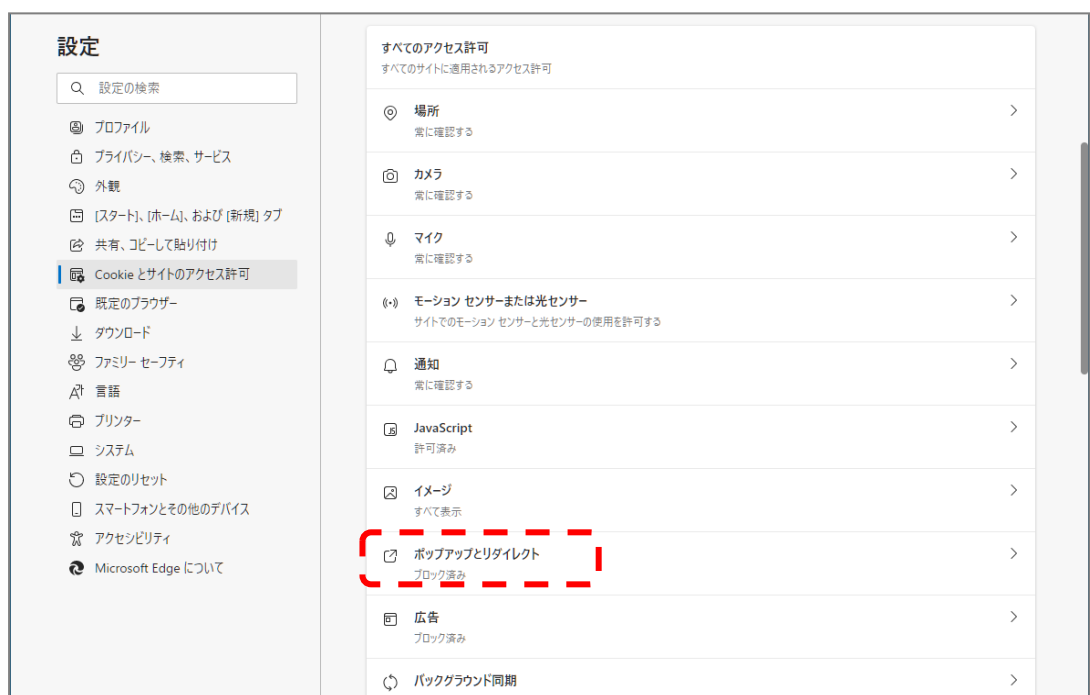 設定
設定の検索
プロファイル
プライバシー、検索、サービス
外観
[スタート]、[ホーム]、および [新規] タブ
共有、コピーして貼り付け
Cookie とサイトのアクセス許可
既定のブラウザー
ダウンロード
ファミリー セーフティ
言語
プリンター
システム
設定のリセット
スマートフォンとその他のデバイス
アクセシビリティ
Microsoft Edge について
すべてのアクセス許可
すべてのサイトに適用されるアクセス許可
場所
常に確認する
カメラ
常に確認する
マイク
常に確認する
モーション センサーまたは光センサー
サイトでのモーション センサーと光センサーの使用を許可する
通知
常に確認する
JavaScript
許可済み
イメージ
すべて表示
ポップアップとリダイレクト
ブロック済み
広告
ブロック済み
バックグラウンド同期